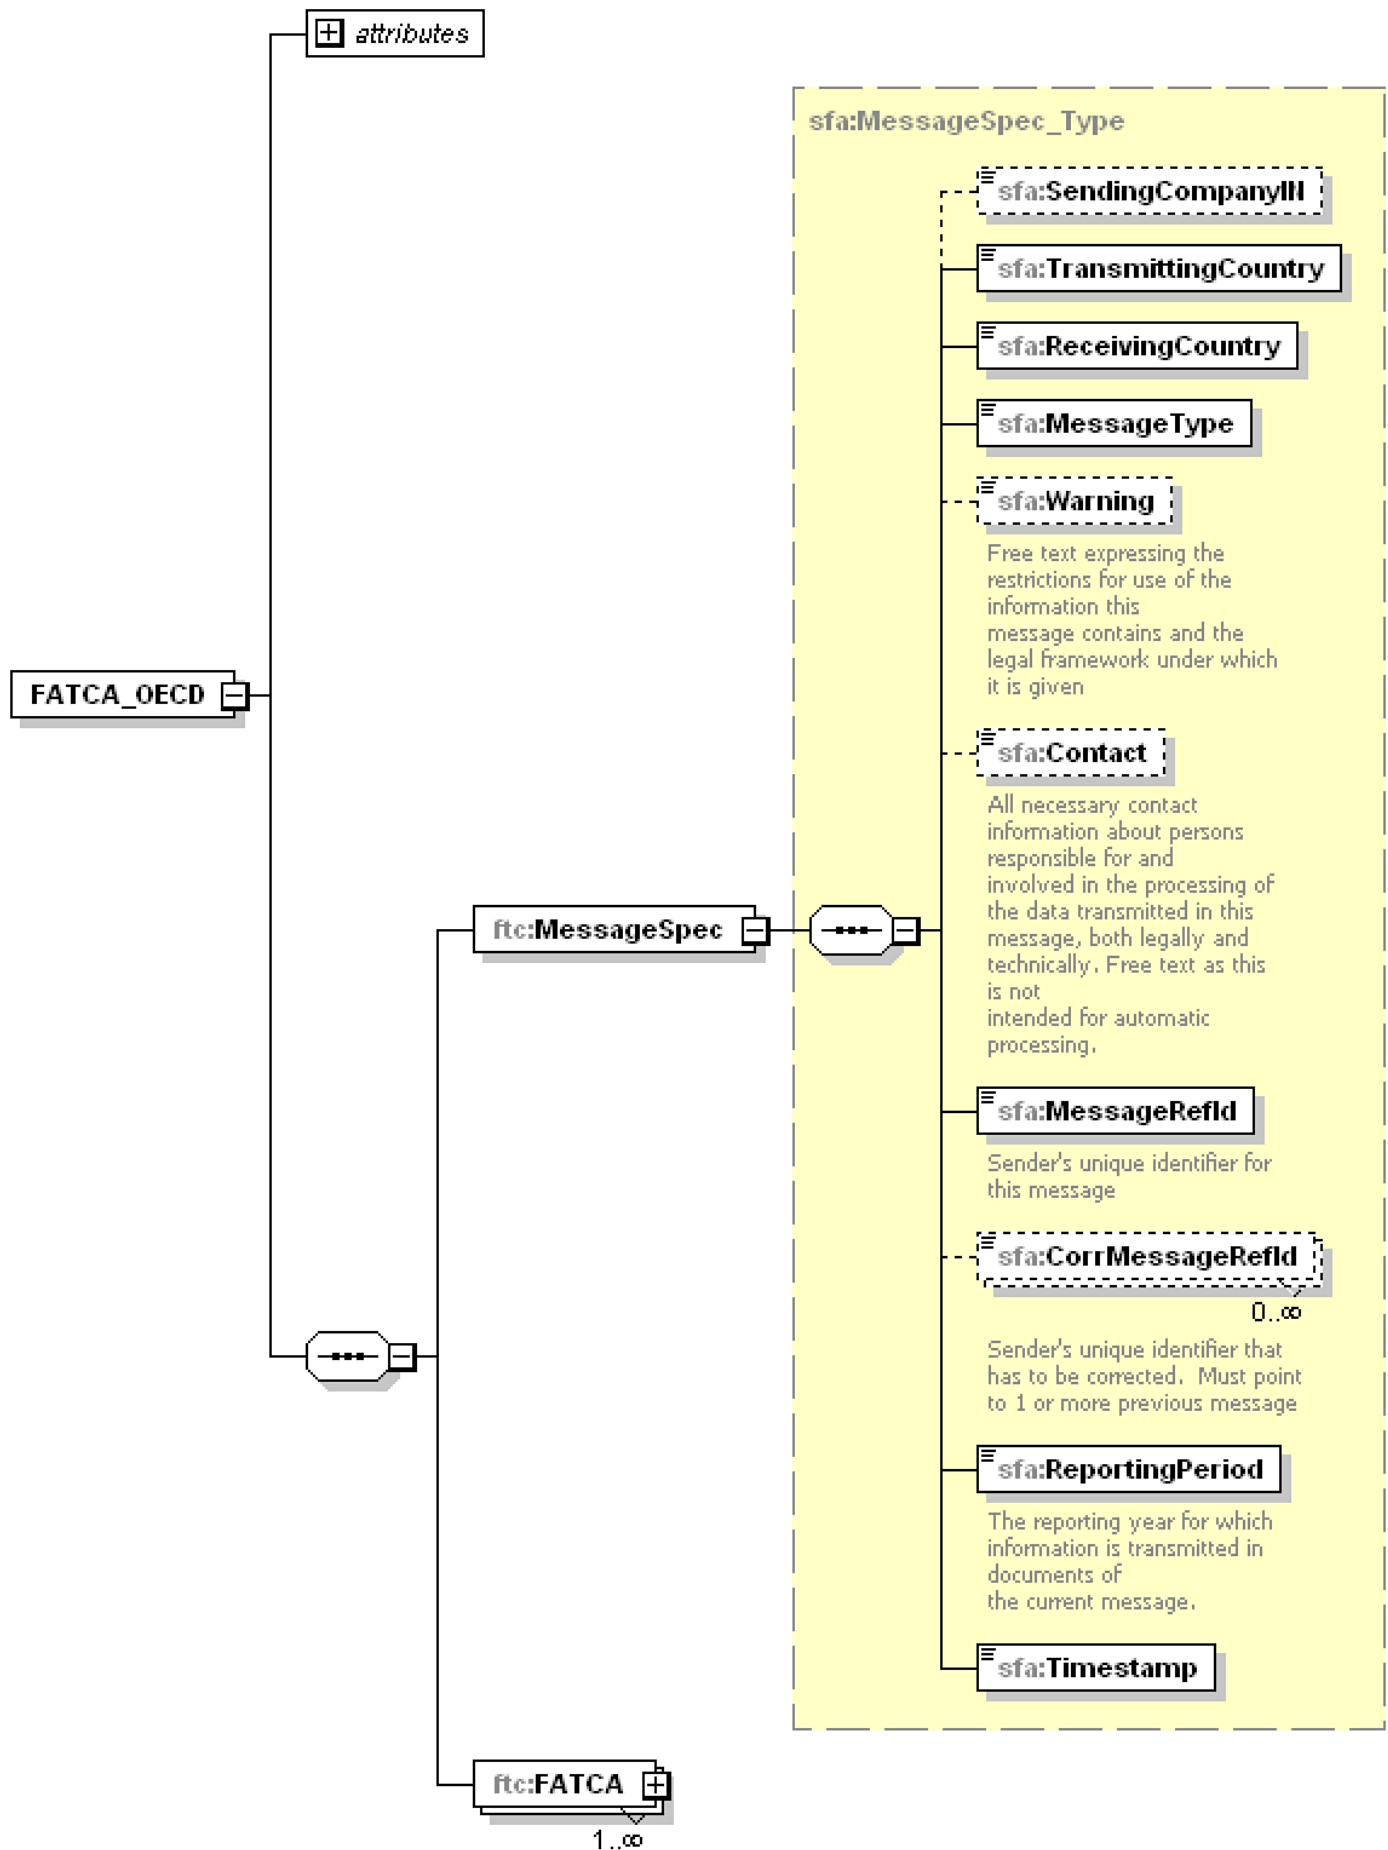 attributes
sfa:MessageSpec_Type
sfa:SendingCompanyIN
sfa:TransmittingCountry
sfa:ReceivingCountry
sfa:MessageType
sfa:Warning
Free text expressing the
restrictions for use of the
information this
message contains and the
legal framework under which
it is given
FATCA_OECD
sfa:Contact
All necessary contact
information about persons
responsible for and
involved in the processing of
the data transmitted in this
message, both legally and
technically. Free text as this
is not
intended for automatic
processing.
ftc:MessageSpec
sfa:MessageRefId
Sender's unique identifier for
this message
sfa:CorrMessageRefId
0..∞
Sender's unique identifier that
has to be corrected.  Must point
to 1 or more previous message
sfa:ReportingPeriod
The reporting year for which
information is transmitted in
documents of
the current message.
sfa:Timestamp
ftc:FATCA
1..∞